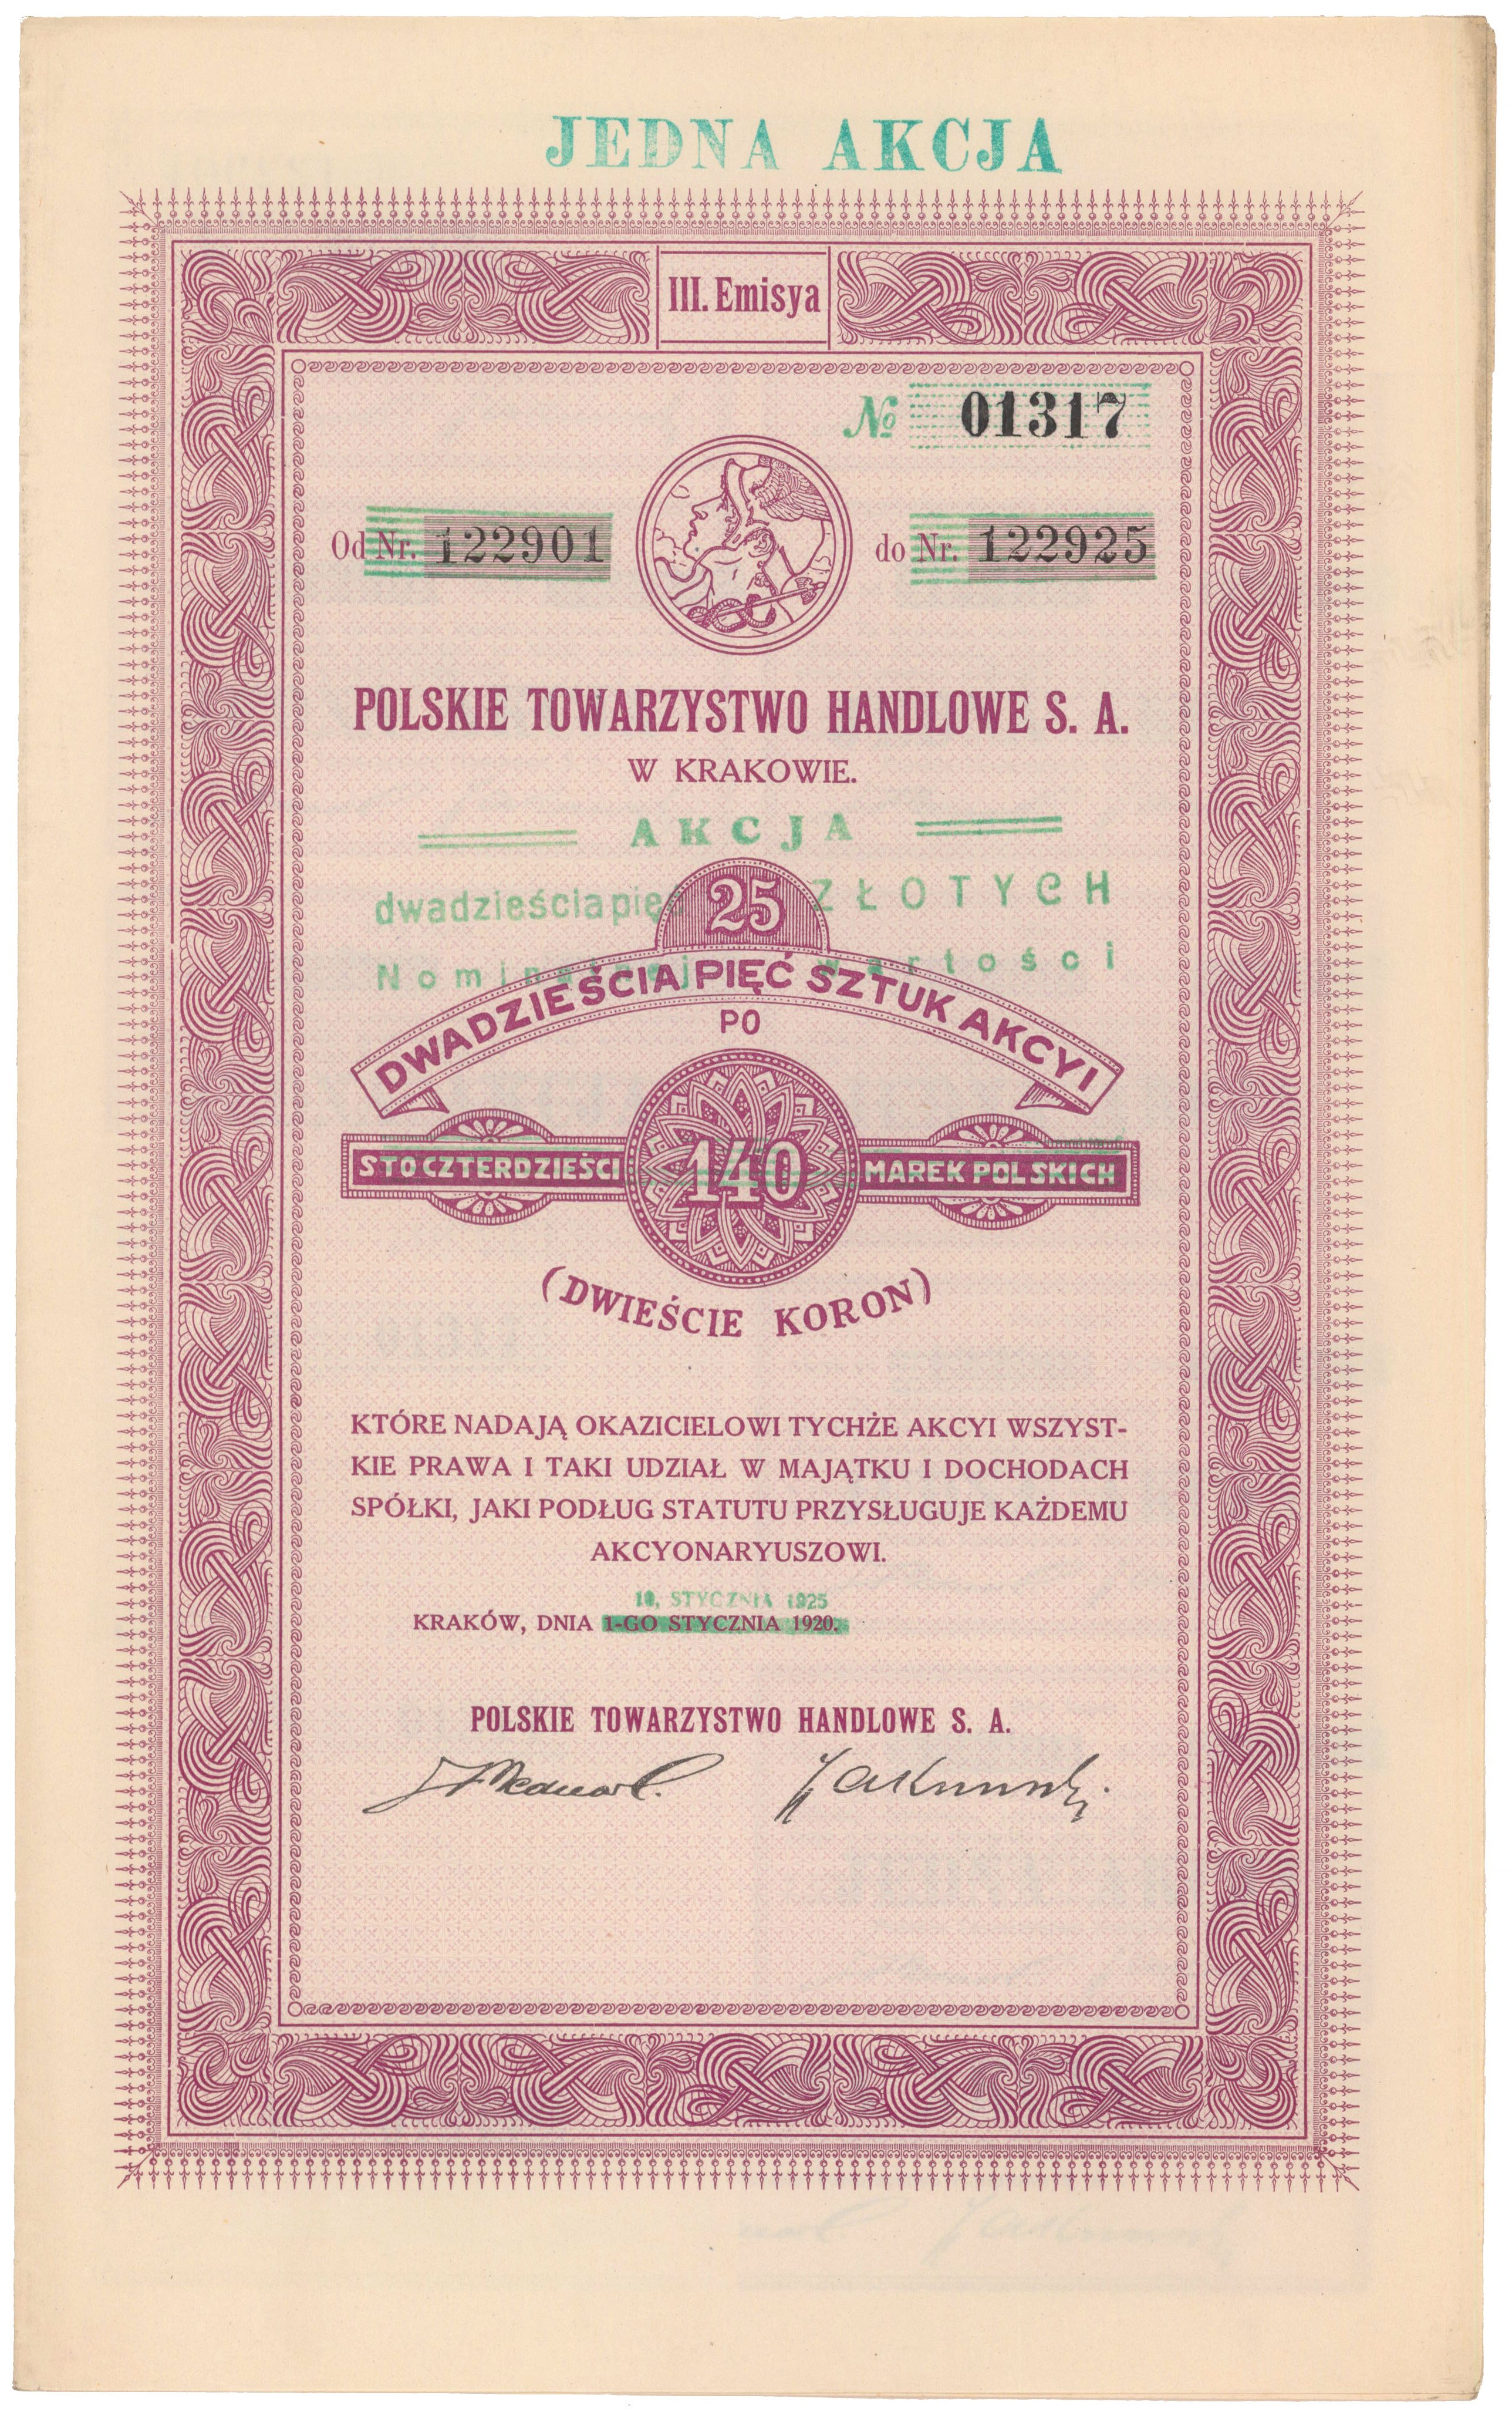 JEDNA AKCJA
III. Emisya
№ 01317
Od Nr. 122901 do Nr. 122925
POLSKIE TOWARZYSTWO HANDLOWE S. A.
W KRAKOWIE.
AKCJA
dwadzieściapięć ZŁOTYCH
25
Nominalnej wartości
DWADZIEŚCIA PIĘĆ SZTUK AKCYI
PO
STO CZTERDZIEŚCI 140 MAREK POLSKICH
(DWIEŚCIE KORON)
KTÓRE NADAJĄ OKAZICIELOWI TYCHŻE AKCYI WSZYST-
KIE PRAWA I TAKI UDZIAŁ W MAJĄTKU I DOCHODACH
SPÓŁKI, JAKI PODŁUG STATUTU PRZYSŁUGUJE KAŻDEMU
AKCYONARYUSZOWI.
STYCZNIA 1925
KRAKÓW, DNIA 1-GO STYCZNIA 1920.
POLSKIE TOWARZYSTWO HANDLOWE S. A.